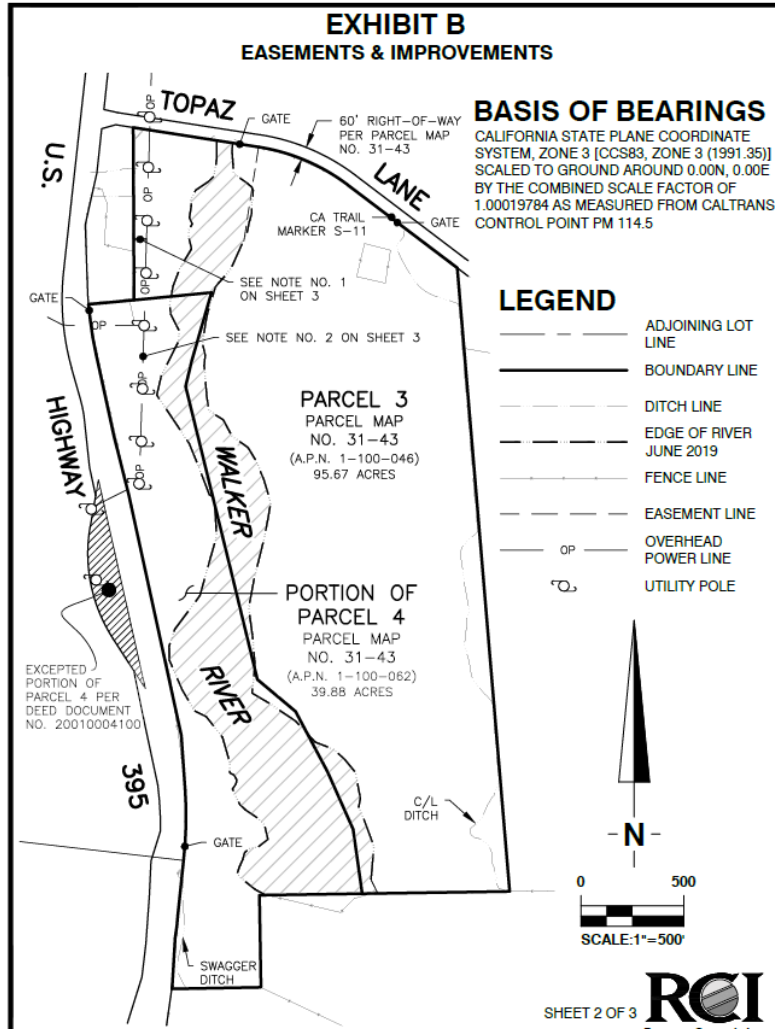 EXHIBIT B
EASEMENTS & IMPROVEMENTS
TOPAZ
LANE
OP
GATE
60' RIGHT-OF-WAY
PER PARCEL MAP
NO. 31-43
BASIS OF BEARINGS
CALIFORNIA STATE PLANE COORDINATE
SYSTEM, ZONE 3 [CCS83, ZONE 3 (1991.35)]
SCALED TO GROUND AROUND 0.00N, 0.00E
BY THE COMBINED SCALE FACTOR OF
1.00019784 AS MEASURED FROM CALTRANS
CONTROL POINT PM 114.5
U.S.
HIGHWAY
395
OP
CA TRAIL
MARKER S-11
GATE
OP
SEE NOTE NO. 1
ON SHEET 3
GATE
OP
SEE NOTE NO. 2 ON SHEET 3
OP
OP
PARCEL 3
PARCEL MAP
NO. 31-43
(A.P.N. 1-100-046)
95.67 ACRES
WALKER
RIVER
PORTION OF
PARCEL 4
PARCEL MAP
NO. 31-43
(A.P.N. 1-100-062)
39.88 ACRES
EXCEPTED
PORTION OF
PARCEL 4 PER
DEED DOCUMENT
NO. 20010004100
C/L
DITCH
GATE
SWAGGER
DITCH
LEGEND
ADJOINING LOT
LINE
BOUNDARY LINE
DITCH LINE
EDGE OF RIVER
JUNE 2019
FENCE LINE
EASEMENT LINE
OP
OVERHEAD
POWER LINE
UTILITY POLE
N
0 500
SCALE:1"=500'
SHEET 2 OF 3
RCI